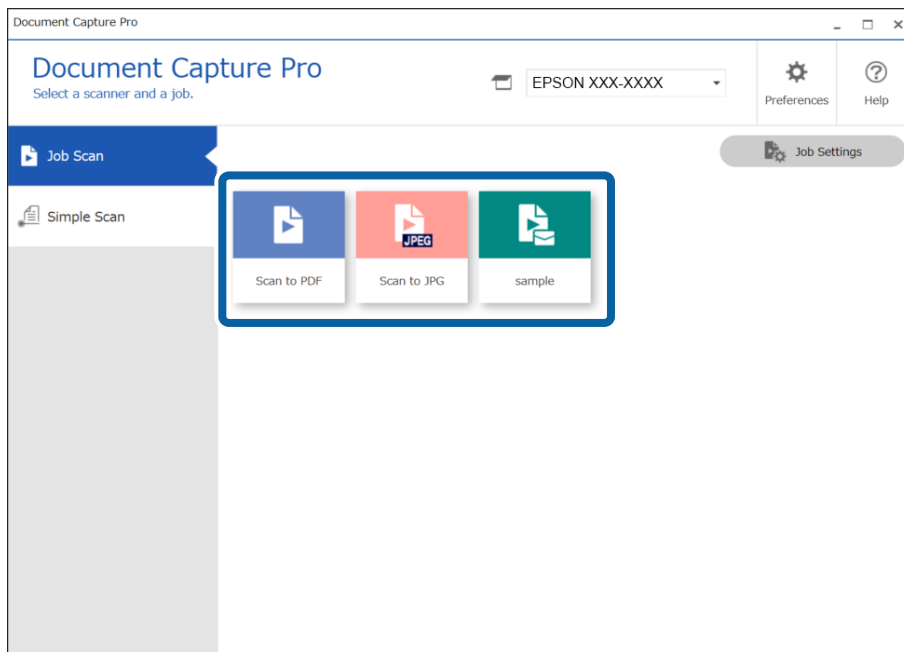 Document Capture Pro
Document Capture Pro
Select a scanner and a job.
EPSON XXX-XXXX
Preferences
Help
Job Scan
Job Settings
Simple Scan
JPEG
Scan to PDF
Scan to JPG
sample